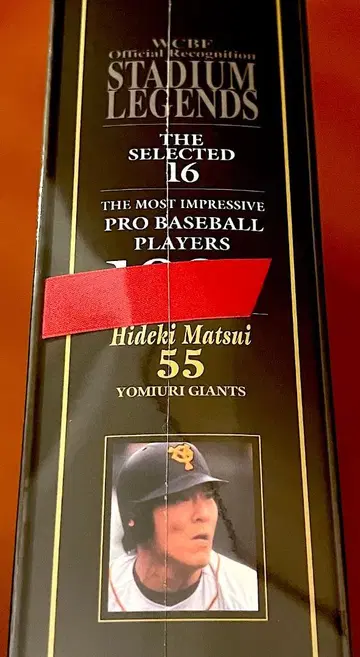 WCBF
Official Recognition
STADIUM
LEGENDS
THE
SELECTED
16
THE MOST IMPRESSIVE
PRO BASEBALL
PLAYERS
Hideki Matsui
55
YOMIURI GIANTS